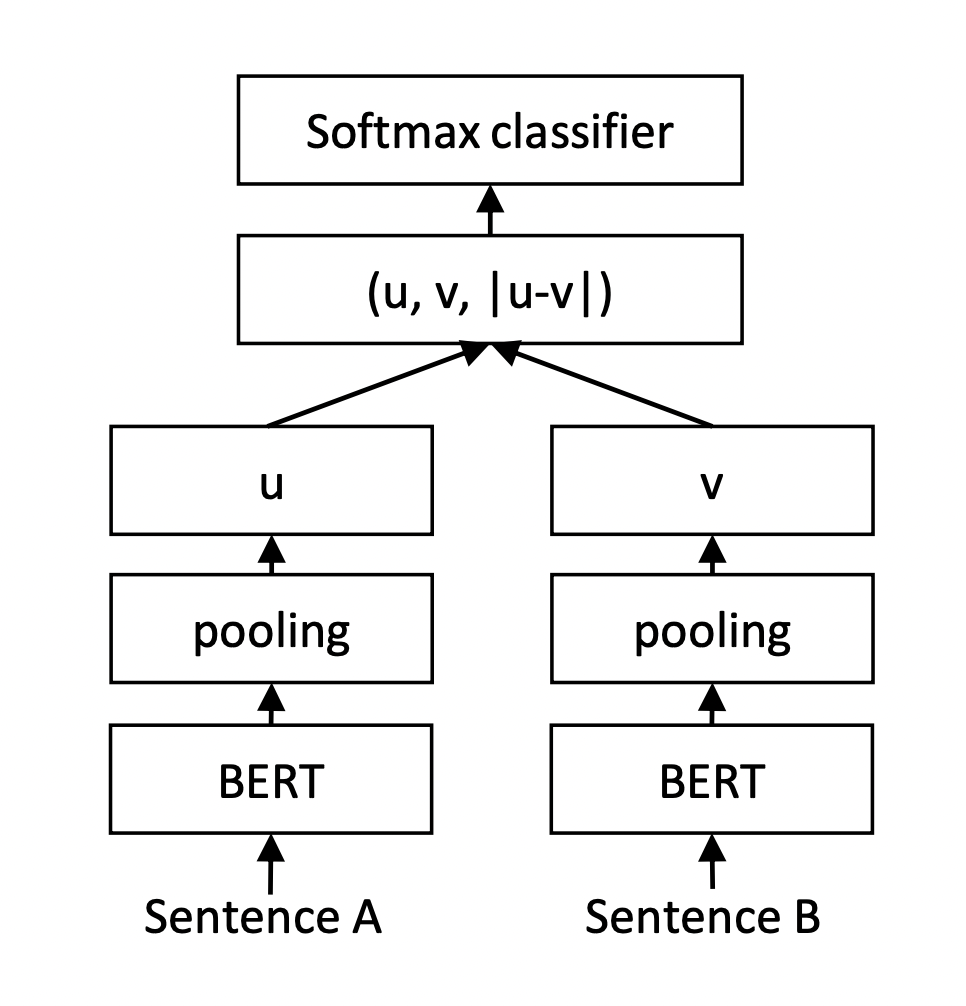 Softmax classifier
(u, v, |u-v|)
u
v
pooling
pooling
BERT
BERT
Sentence A
Sentence B